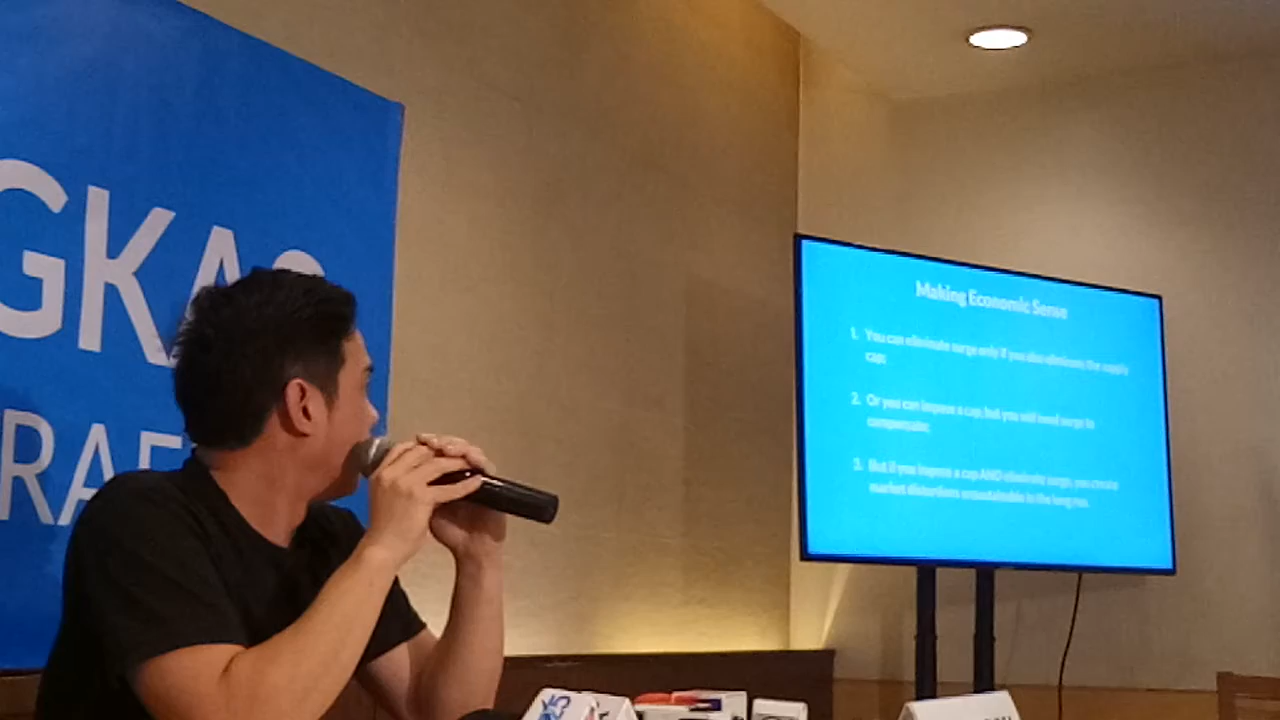 GKAS
RAF
Making Economic Sense
1. You can eliminate surge only if you also eliminate the supply
cap;
2. Or you can impose a cap, but you will need surge to
compensate;
3. But if you impose a cap AND eliminate surge, you create
market distortions unsustainable in the long run.